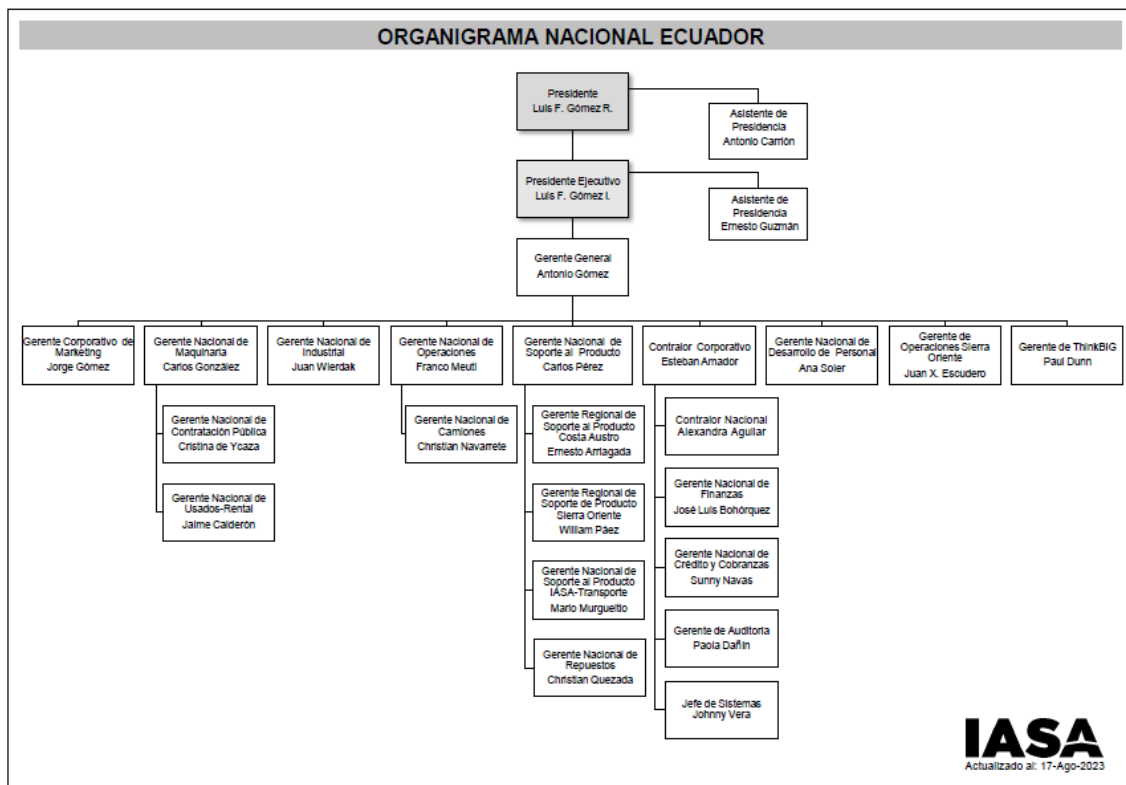 ORGANIGRAMA NACIONAL ECUADOR
Presidente
Luis F. Gómez R.
Asistente de
Presidencia
Antonio Carrión
Presidente Ejecutivo
Luis F. Gómez I.
Asistente de
Presidencia
Ernesto Guzmán
Gerente General
Antonio Gómez
Gerente Corporativo de
Marketing
Jorge Gómez
Gerente Nacional de
Maquinaria
Carlos González
Gerente Nacional de
Industrial
Juan Wierdak
Gerente Nacional de
Operaciones
Franco Meuti
Gerente Nacional de
Soporte al Producto
Carlos Pérez
Contralor Corporativo
Esteban Amador
Gerente Nacional de
Desarrollo de Personal
Ana Soler
Gerente de
Operaciones Sierra
Oriente
Juan X. Escudero
Gerente de ThinkBIG
Paul Dunn
Gerente Nacional de
Contratación Pública
Cristina de Ycaza
Gerente Nacional de
Usados-Rental
Jaime Calderón
Gerente Nacional de
Camiones
Christian Navarrete
Gerente Regional de
Soporte al Producto
Costa Austro
Ernesto Arriagada
Gerente Regional de
Soporte de Producto
Sierra Oriente
William Páez
Gerente Nacional de
Soporte al Producto
IASA-Transporte
Mario Murgueitio
Gerente Nacional de
Repuestos
Christian Quezada
Contralor Nacional
Alexandra Aguilar
Gerente Nacional de
Finanzas
José Luis Bohórquez
Gerente Nacional de
Crédito y Cobranzas
Sunny Navas
Gerente de Auditoría
Paola Dañín
Jefe de Sistemas
Johnny Vera
IASA
Actualizado al: 17-Ago-2023